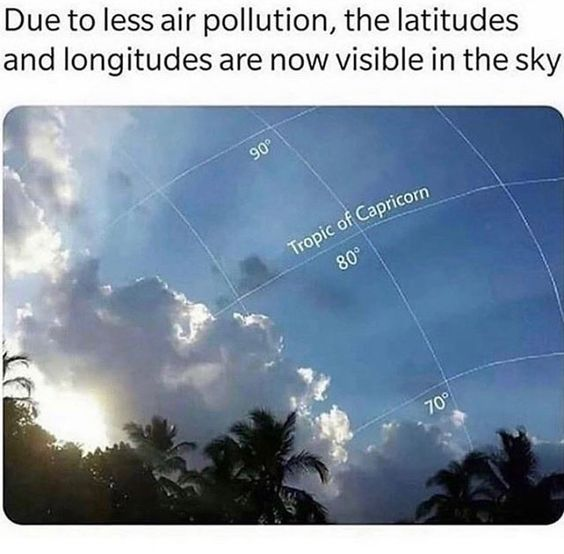 Due to less air pollution, the latitudes
and longitudes are now visible in the sky
90°
Tropic of Capricorn
80°
70°